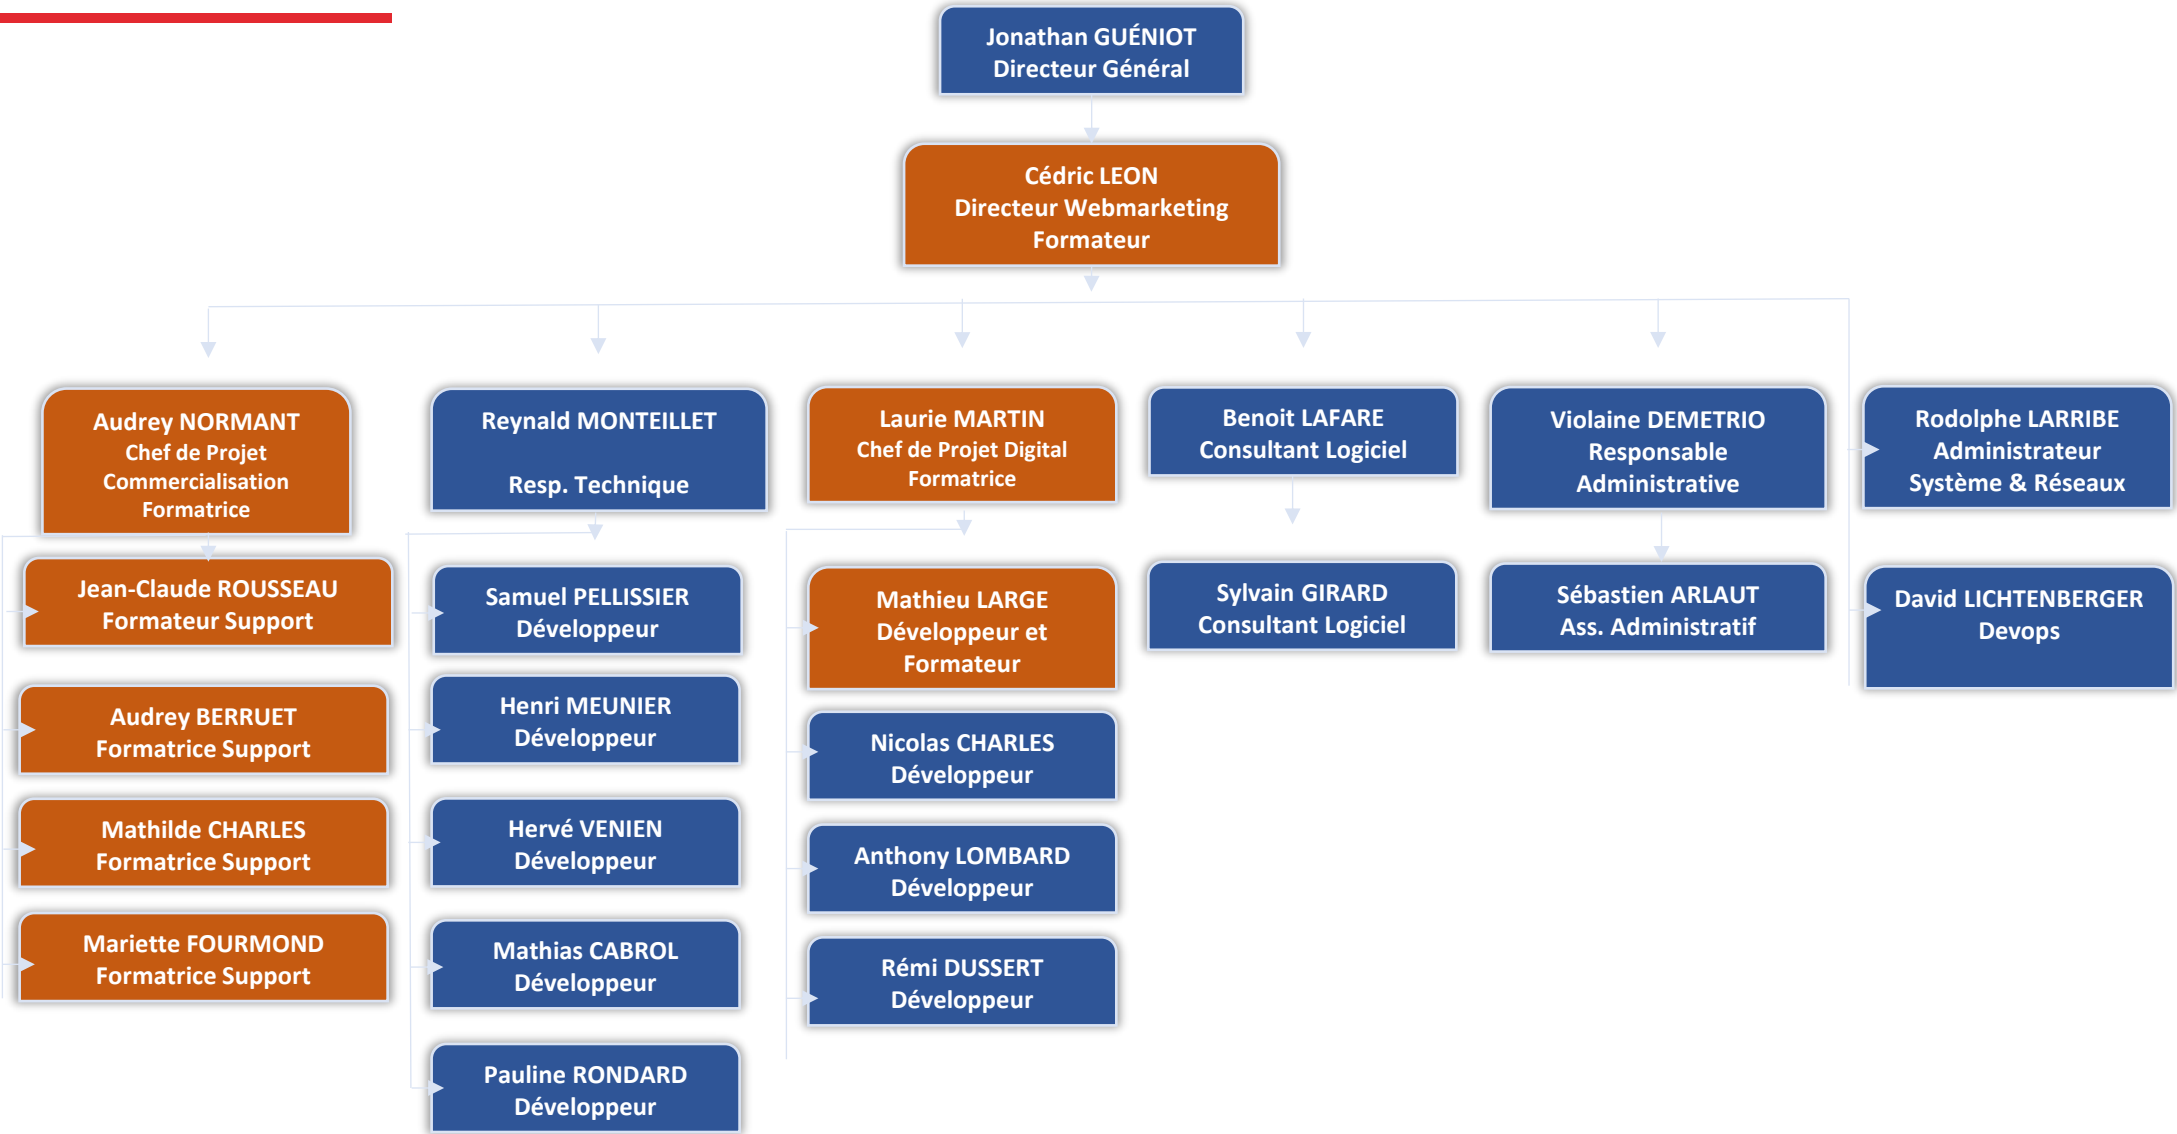 Jonathan GUÉNIOT
Directeur Général
Cédric LEON
Directeur Webmarketing
Formateur
Audrey NORMANT
Chef de Projet
Commercialisation
Formatrice
Reynald MONTEILLET
Resp. Technique
Laurie MARTIN
Chef de Projet Digital
Formatrice
Benoit LAFARE
Consultant Logiciel
Violaine DEMETRIO
Responsable
Administrative
Rodolphe LARRIBE
Administrateur
Système & Réseaux
Jean-Claude ROUSSEAU
Formateur Support
Audrey BERRUET
Formatrice Support
Mathilde CHARLES
Formatrice Support
Mariette FOURMOND
Formatrice Support
Samuel PELLISSIER
Développeur
Henri MEUNIER
Développeur
Hervé VENIEN
Développeur
Mathias CABROL
Développeur
Pauline RONDARD
Développeur
Mathieu LARGE
Développeur et
Formateur
Nicolas CHARLES
Développeur
Anthony LOMBARD
Développeur
Rémi DUSSERT
Développeur
Sylvain GIRARD
Consultant Logiciel
Sébastien ARLAUT
Ass. Administratif
David LICHTENBERGER
Devops